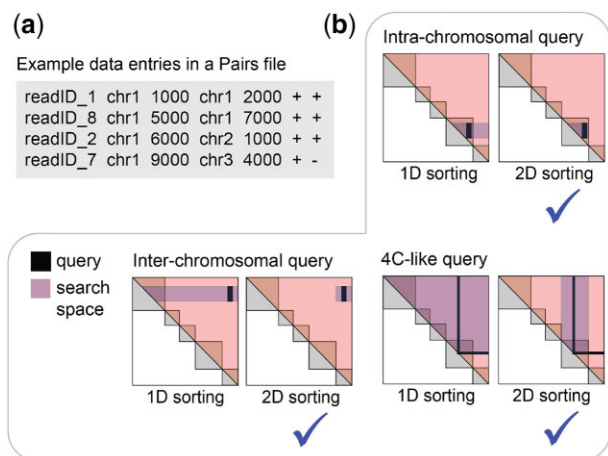 (a)
Example data entries in a Pairs file
readID_1 chr1 1000 chr1 2000 + +
readID_8 chr1 5000 chr1 7000 + +
readID_2 chr1 6000 chr2 1000 + +
readID_7 chr1 9000 chr3 4000 + -
(b)
Intra-chromosomal query
1D sorting 2D sorting
query
search
space
Inter-chromosomal query
1D sorting 2D sorting
4C-like query
1D sorting 2D sorting